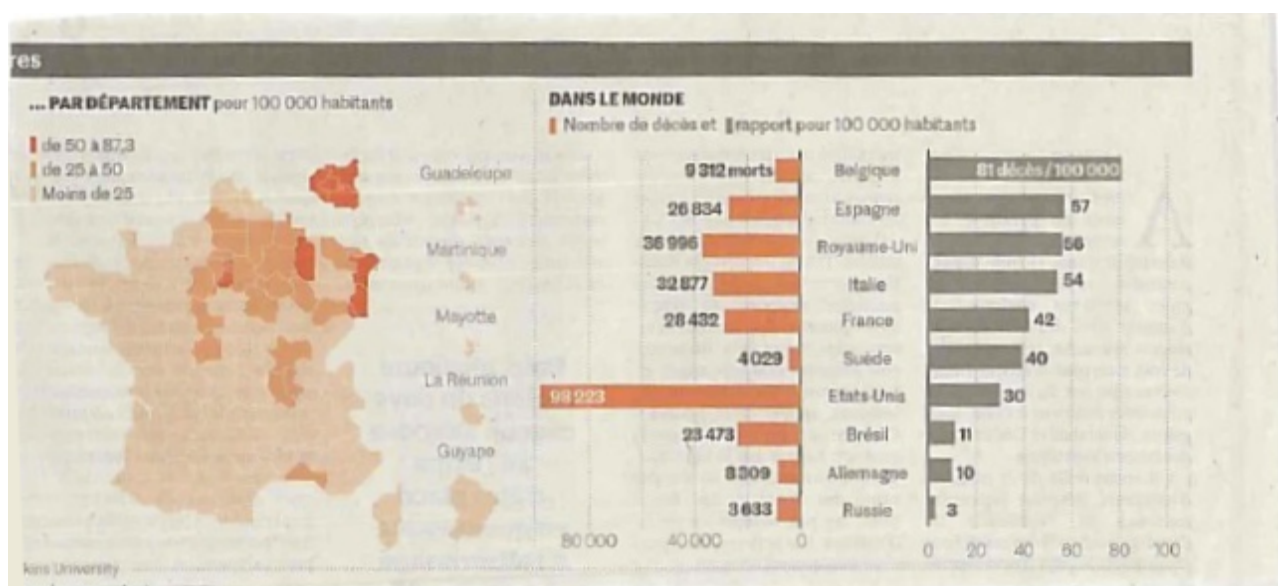 res
... PAR DÉPARTEMENT pour 100 000 habitants
de 50 à 87,3
de 25 à 50
Moins de 25
Guadeloupe
Martinique
Mayotte
La Réunion
Guyane
DANS LE MONDE
Nombre de décès et rapport pour 100 000 habitants
9 312 morts Belgique 81 décès/100 000
26 834 Espagne 57
36 996 Royaume-Uni 56
32 877 Italie 54
28 432 France 42
4 029 Suède 40
98 223 Etats-Unis 30
23 473 Brésil 11
8 309 Allemagne 10
3 633 Russie 3
80 000 40 000 0 0 20 40 60 80 100
kins University